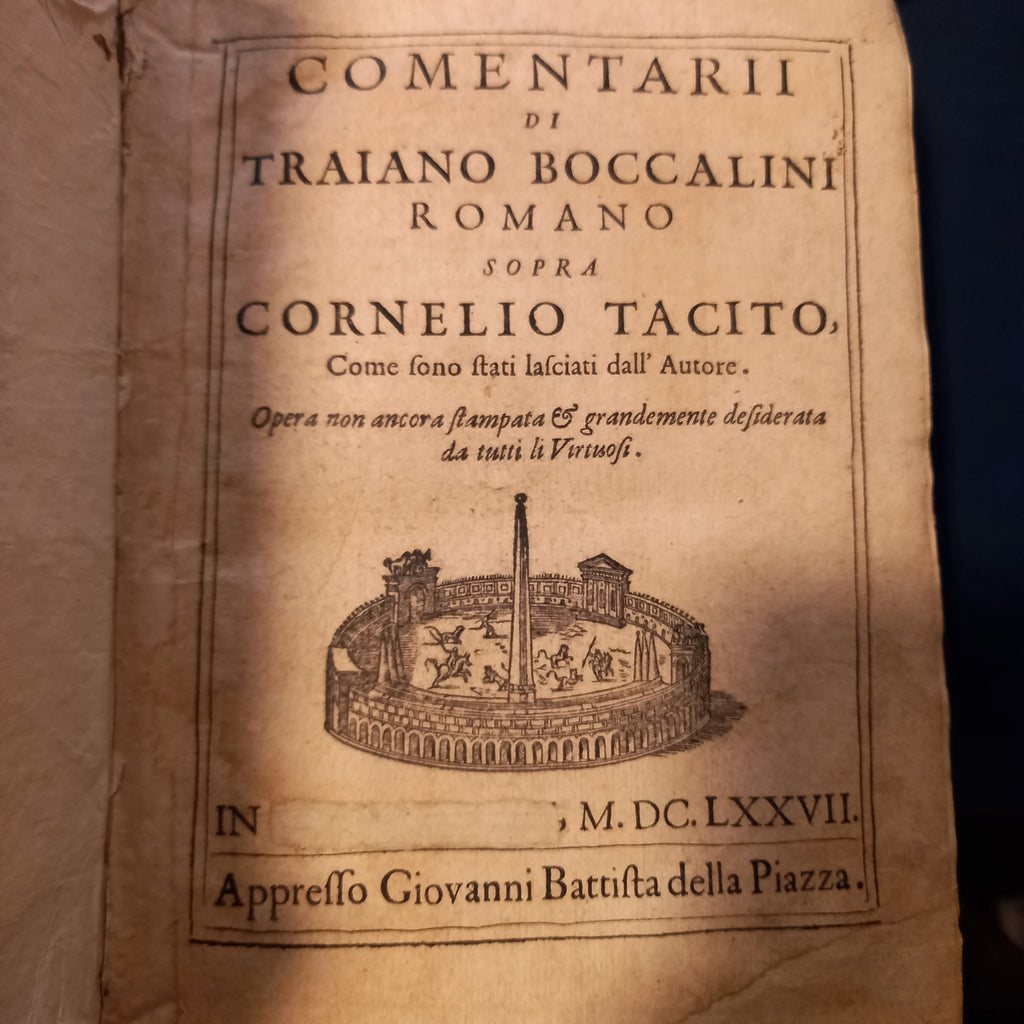 COMENTARII
DI
TRAIANO BOCCALINI
ROMANO
SOPRA
CORNELIO TACITO,
Come ſono ſtati laſciati dall' Autore.
Opera non ancora ſtampata & grandemente deſiderata
da tutti li Virtuoſi.
IN ; M. DC. LXXVII.
Appreſſo Giovanni Battiſta della Piazza.